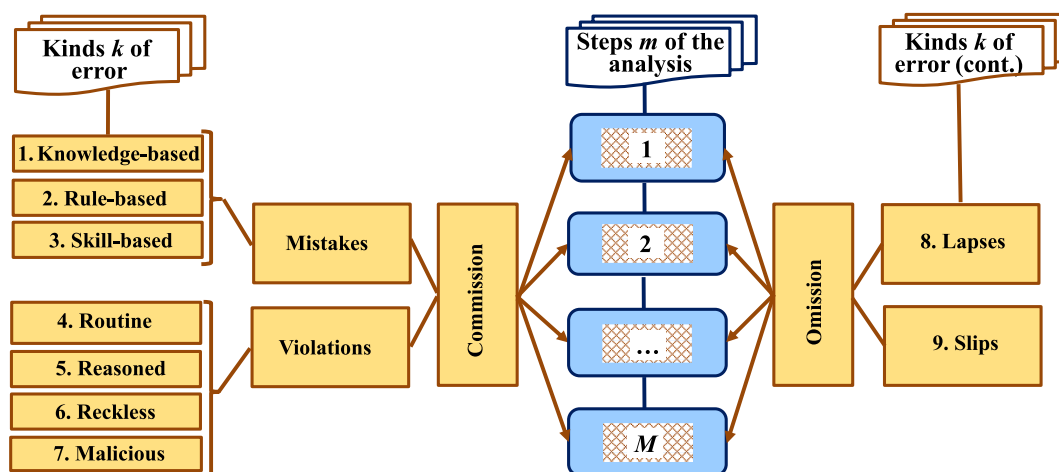 Kinds k of
error
1. Knowledge-based
2. Rule-based
3. Skill-based
4. Routine
5. Reasoned
6. Reckless
7. Malicious
Mistakes
Violations
Commission
Steps m of the
analysis
1
2
...
M
Omission
Kinds k of
error (cont.)
8. Lapses
9. Slips